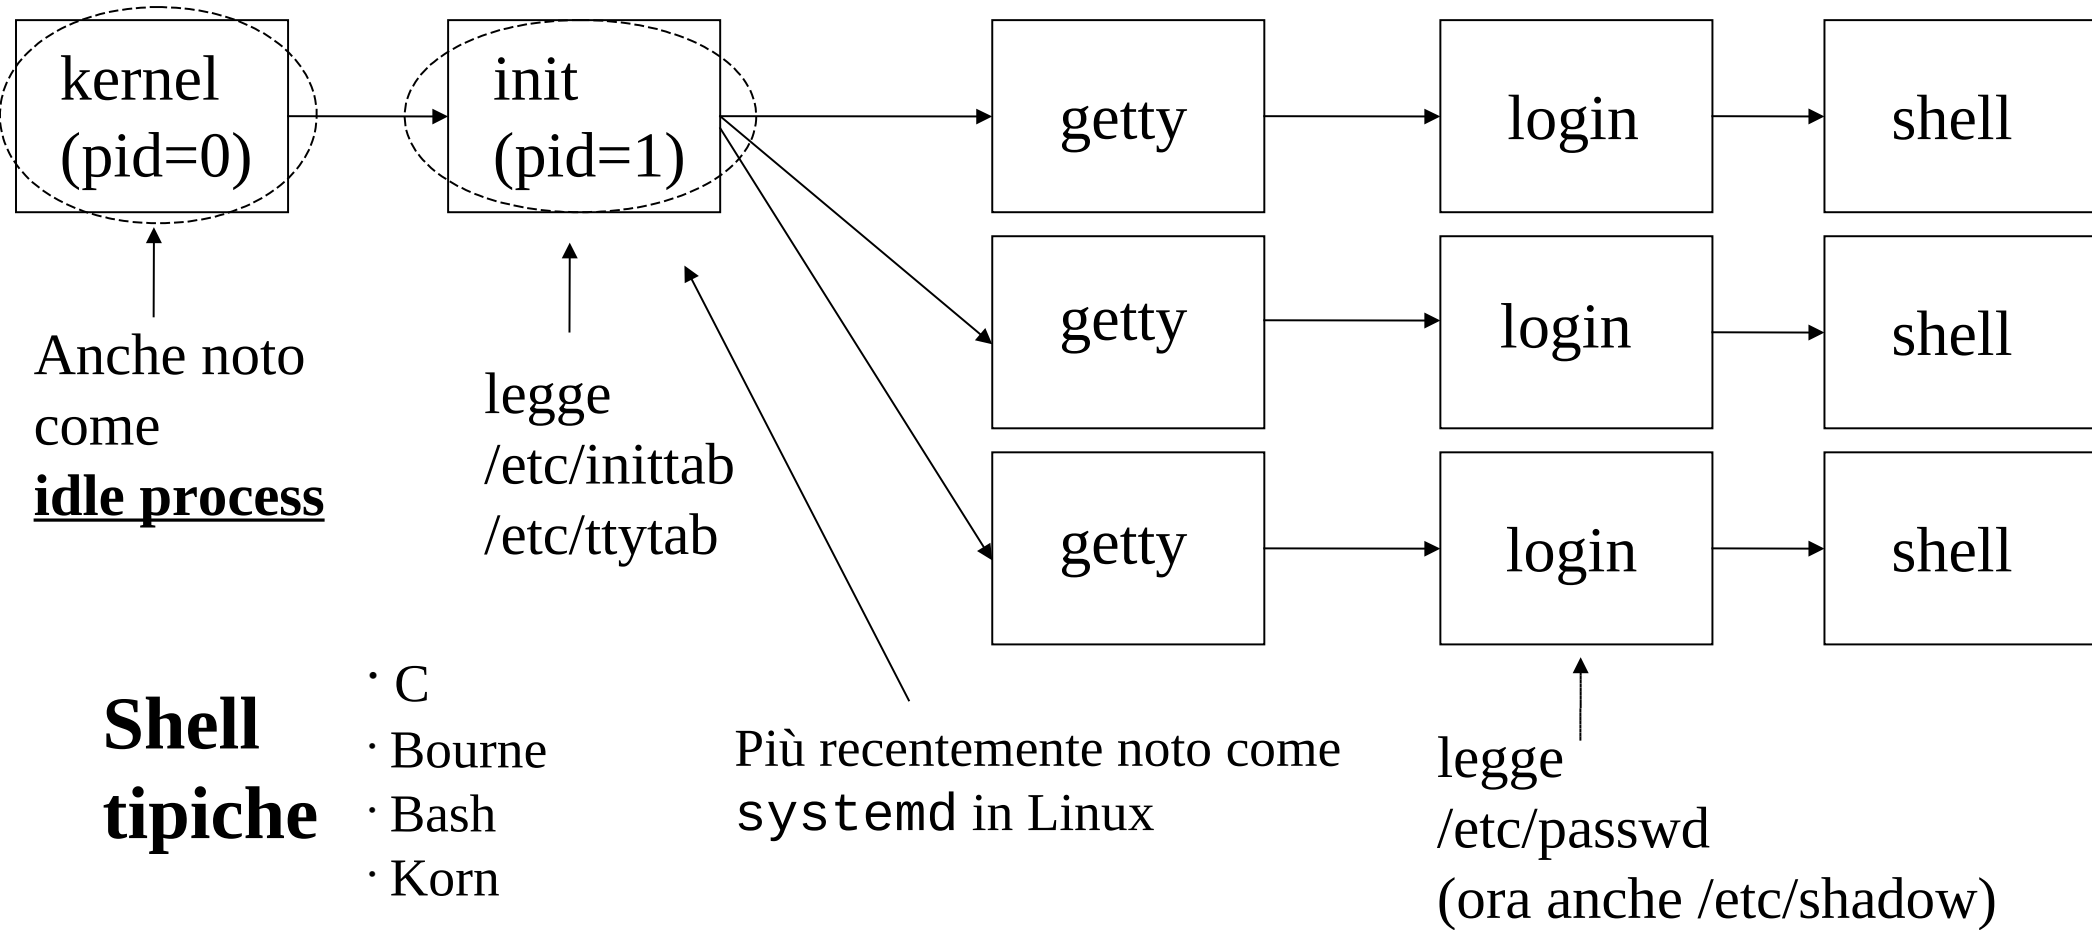 kernel
(pid=0)
init
(pid=1)
getty
login
shell
getty
login
shell
getty
login
shell
Anche noto
come
idle process
legge
/etc/inittab
/etc/ttytab
Shell
tipiche
· C
· Bourne
· Bash
· Korn
Più recentemente noto come
systemd in Linux
legge
/etc/passwd
(ora anche /etc/shadow)